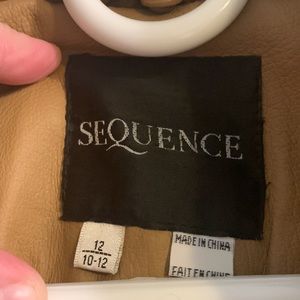 SEQUENCE
12
10-12
MADE IN CHINA
FAIT EN CHINE